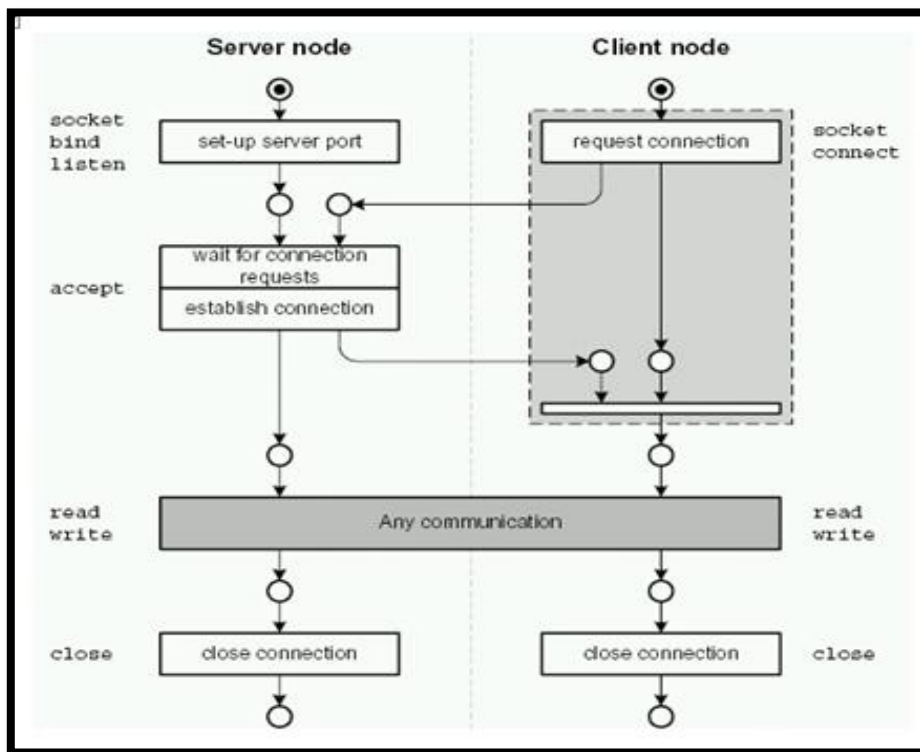 Server node
Client node
socket
bind
listen
set-up server port
request connection
socket
connect
accept
wait for connection
requests
establish connection
read
write
Any communication
read
write
close
close connection
close connection
close